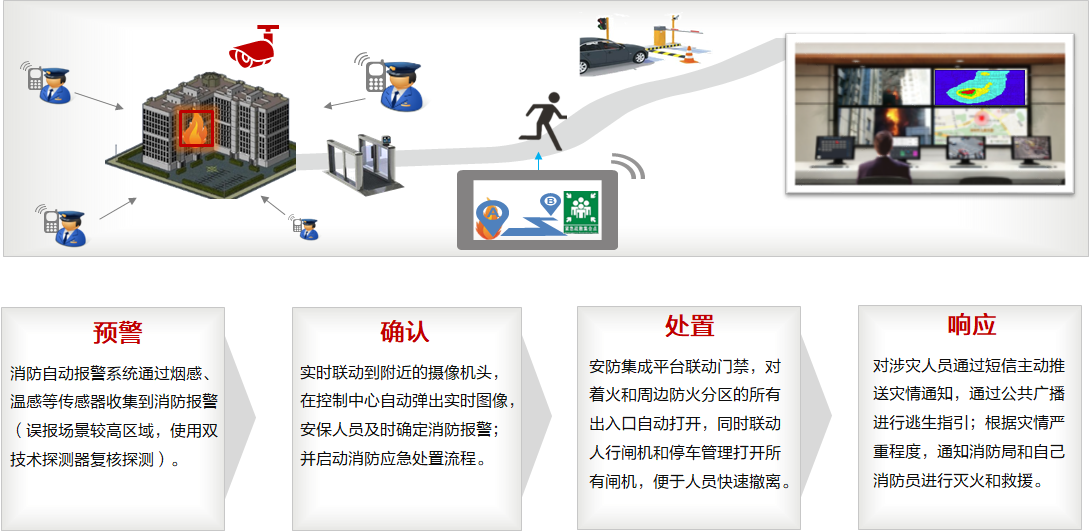 A
B
预警
消防自动报警系统通过烟感、
温感等传感器收集到消防报警
（误报场景较高区域，使用双
技术探测器复核探测）。
确认
实时联动到附近的摄像机头，
在控制中心自动弹出实时图像，
安保人员及时确定消防报警；
并启动消防应急处置流程。
处置
安防集成平台联动门禁，对
着火和周边防火分区的所有
出入口自动打开，同时联动
人行闸机和停车管理打开所
有闸机，便于人员快速撤离。
响应
对涉灾人员通过短信主动推
送灾情通知，通过公共广播
进行逃生指引；根据灾情严
重程度，通知消防局和自己
消防员进行灭火和救援。